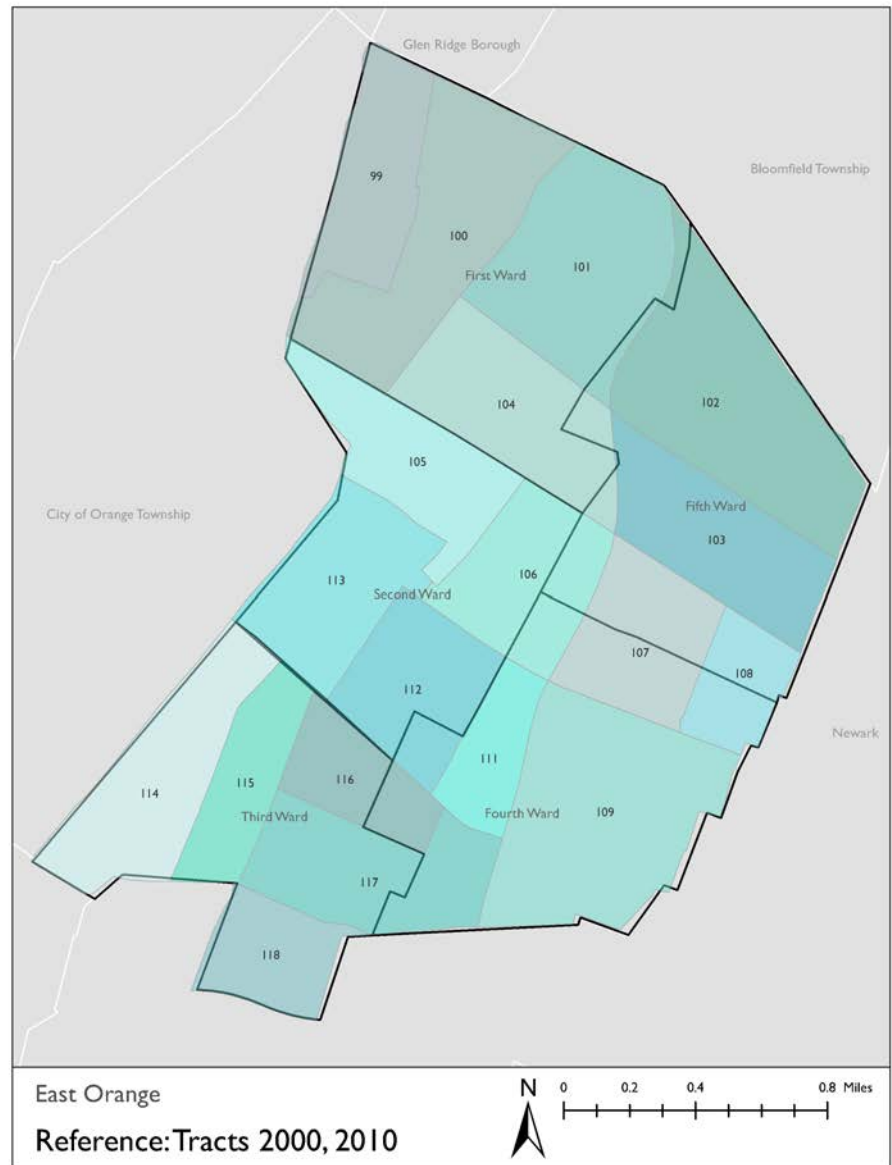 Glen Ridge Borough
Bloomfield Township
99
100
101
First Ward
102
104
105
Fifth Ward
103
City of Orange Township
113
106
Second Ward
107
108
112
Newark
111
116
115
114
109
Third Ward
Fourth Ward
117
118
East Orange
N
0 0.2 0.4 0.8 Miles
Reference: Tracts 2000, 2010